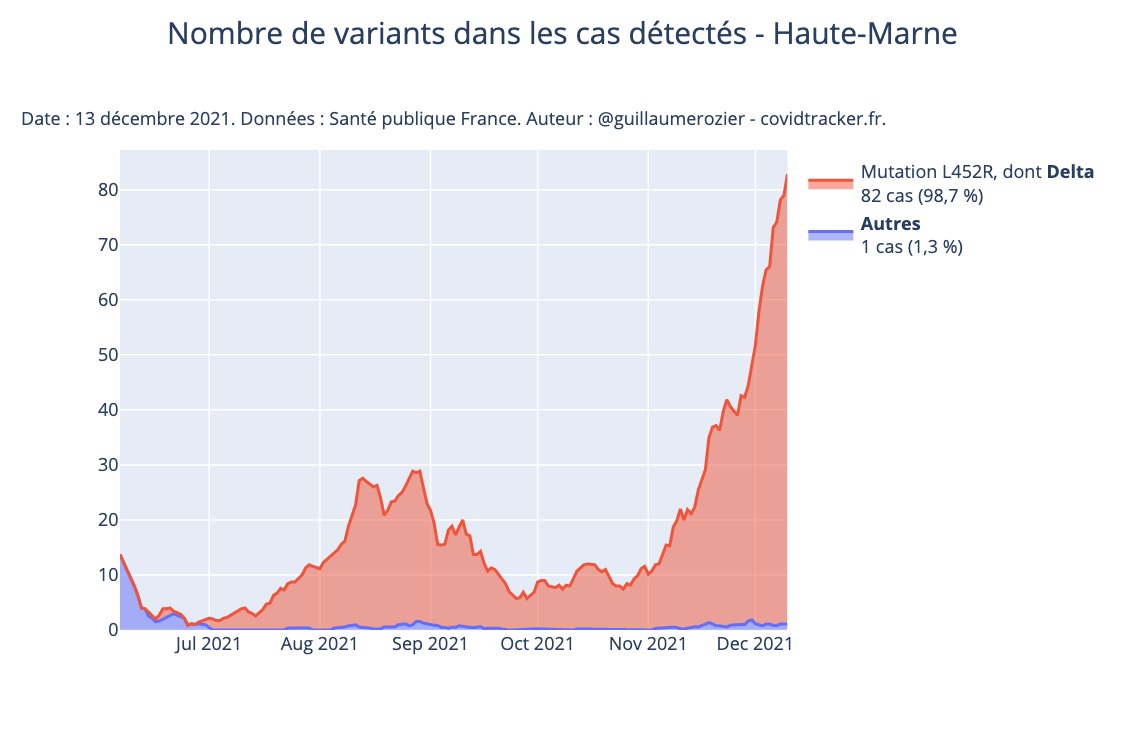 Nombre de variants dans les cas détectés - Haute-Marne
Date : 13 décembre 2021. Données : Santé publique France. Auteur : @guillaumerozier - covidtracker.fr.
Mutation L452R, dont Delta
82 cas (98,7 %)
Autres
1 cas (1,3 %)
80
70
60
50
40
30
20
10
0
Jul 2021 Aug 2021 Sep 2021 Oct 2021 Nov 2021 Dec 2021